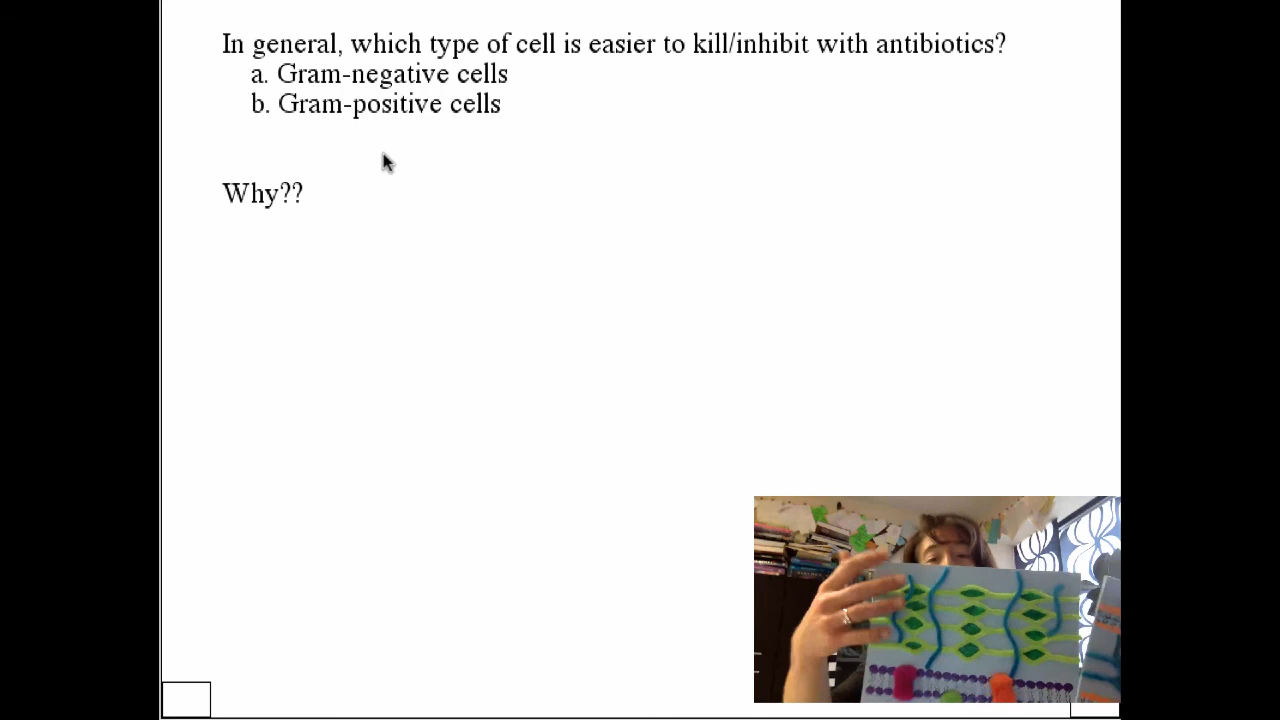 In general, which type of cell is easier to kill/inhibit with antibiotics?
a. Gram-negative cells
b. Gram-positive cells
Why??